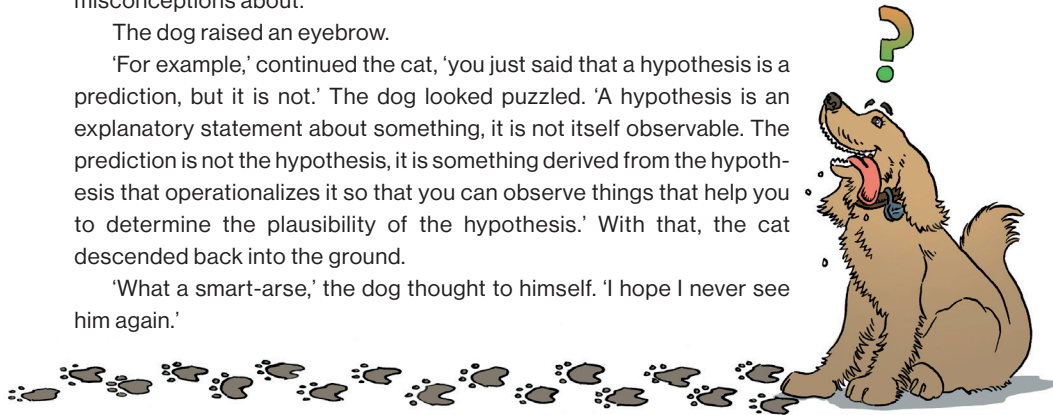 misconceptions about.
The dog raised an eyebrow.
‘For example,’ continued the cat, ‘you just said that a hypothesis is a
prediction, but it is not.’ The dog looked puzzled. ‘A hypothesis is an
explanatory statement about something, it is not itself observable. The
prediction is not the hypothesis, it is something derived from the hypoth-
esis that operationalizes it so that you can observe things that help you
to determine the plausibility of the hypothesis.’ With that, the cat
descended back into the ground.
‘What a smart-arse,’ the dog thought to himself. ‘I hope I never see
him again.’
?